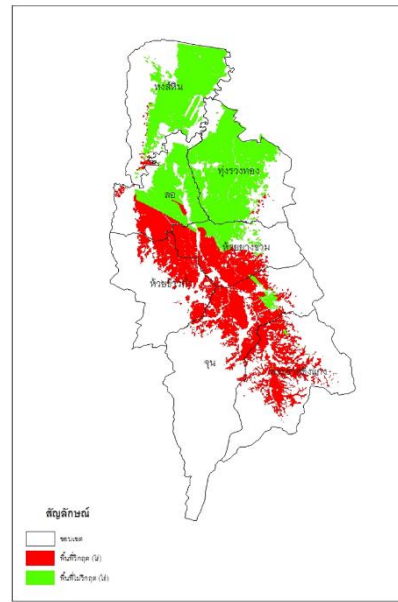 หงส์หิน
ทุ่งรวงทอง
ลอ
ห้วยยางขาม
ห้วยข้าวก่ำ
จุน
สัญลักษณ์
ขอบเขต
พื้นที่วิกฤต (ไร่)
พื้นที่ไม่วิกฤต (ไร่)